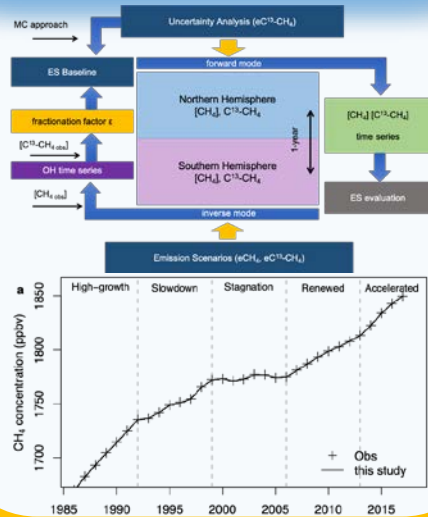 Uncertainty Analysis (eC¹³-CH₄)
MC approach
ES Baseline
forward mode
fractionation factor ε
[C¹³-CH₄ obs]
OH time series
[CH₄ obs]
Northern Hemisphere
[CH₄], C¹³-CH₄
1-year
Southern Hemisphere
[CH₄], C¹³-CH₄
[CH₄] [C¹³-CH₄]
time series
ES evaluation
inverse mode
Emission Scenarios (eCH₄, eC¹³-CH₄)
a
High-growth
Slowdown
Stagnation
Renewed
Accelerated
CH₄ concentration (ppbv)
1850
1800
1750
1700
Obs
this study
1985
1990
1995
2000
2005
2010
2015